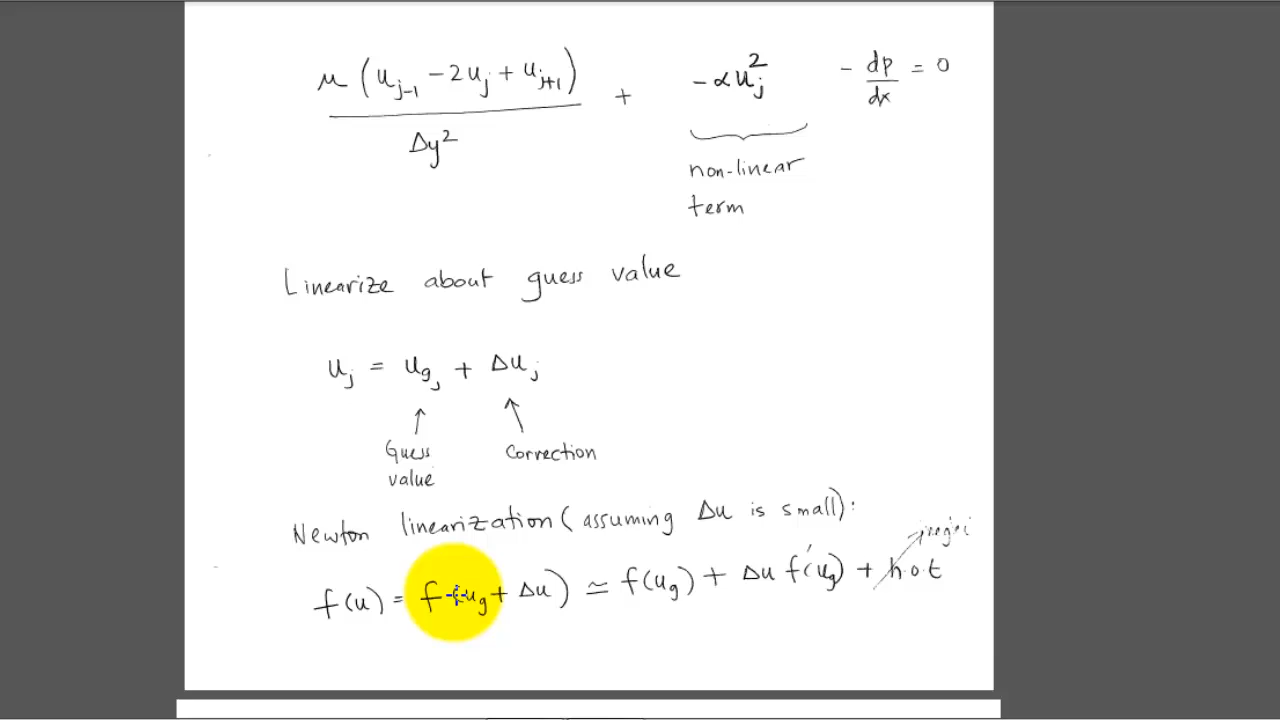 μ (u_{j-1} - 2u_j + u_{j+1}) / Δy² + - αu_j² - dp/dx = 0
non-linear
term
Linearize about guess value
u_j = u_{g_j} + Δu_j
Guess Correction
value
Newton linearization (assuming Δu is small):
f(u) = f(u_g + Δu) ≃ f(u_g) + Δu f'(u_g) + h.o.t